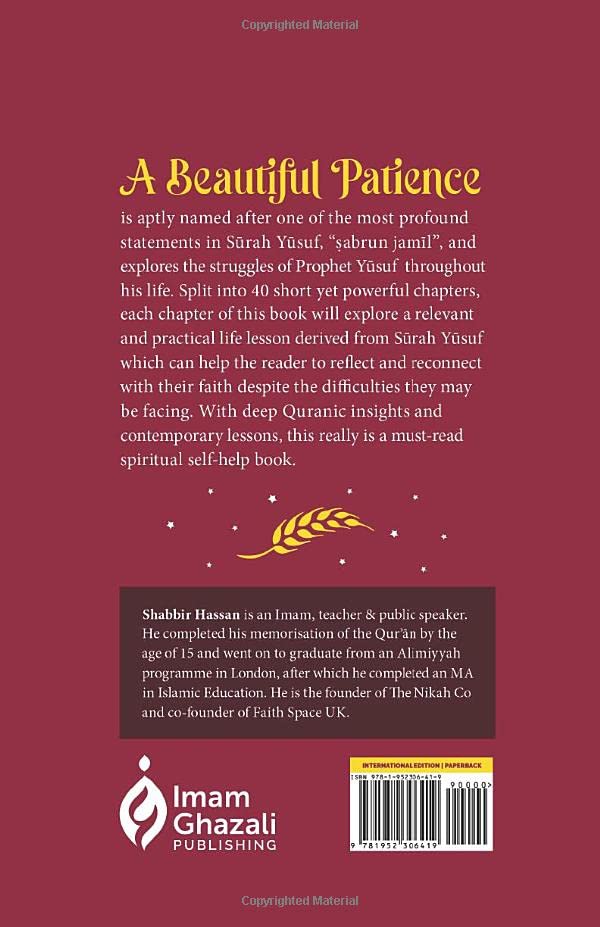 Copyrighted Material
A Beautiful Patience
is aptly named after one of the most profound
statements in Sūrah Yūsuf, “ṣabrun jamīl”, and
explores the struggles of Prophet Yūsuf throughout
his life. Split into 40 short yet powerful chapters,
each chapter of this book will explore a relevant
and practical life lesson derived from Sūrah Yūsuf
which can help the reader to reflect and reconnect
with their faith despite the difficulties they may
be facing. With deep Quranic insights and
contemporary lessons, this really is a must-read
spiritual self-help book.
Shabbir Hassan is an Imam, teacher & public speaker.
He completed his memorisation of the Qur'ān by the
age of 15 and went on to graduate from an Alimiyyah
programme in London, after which he completed an MA
in Islamic Education. He is the founder of The Nikah Co
and co-founder of Faith Space UK.
Imam
Ghazali
PUBLISHING
INTERNATIONAL EDITION | PAPERBACK
ISBN 978-1-952306-41-9
90000>
9 781952 306419
Copyrighted Material